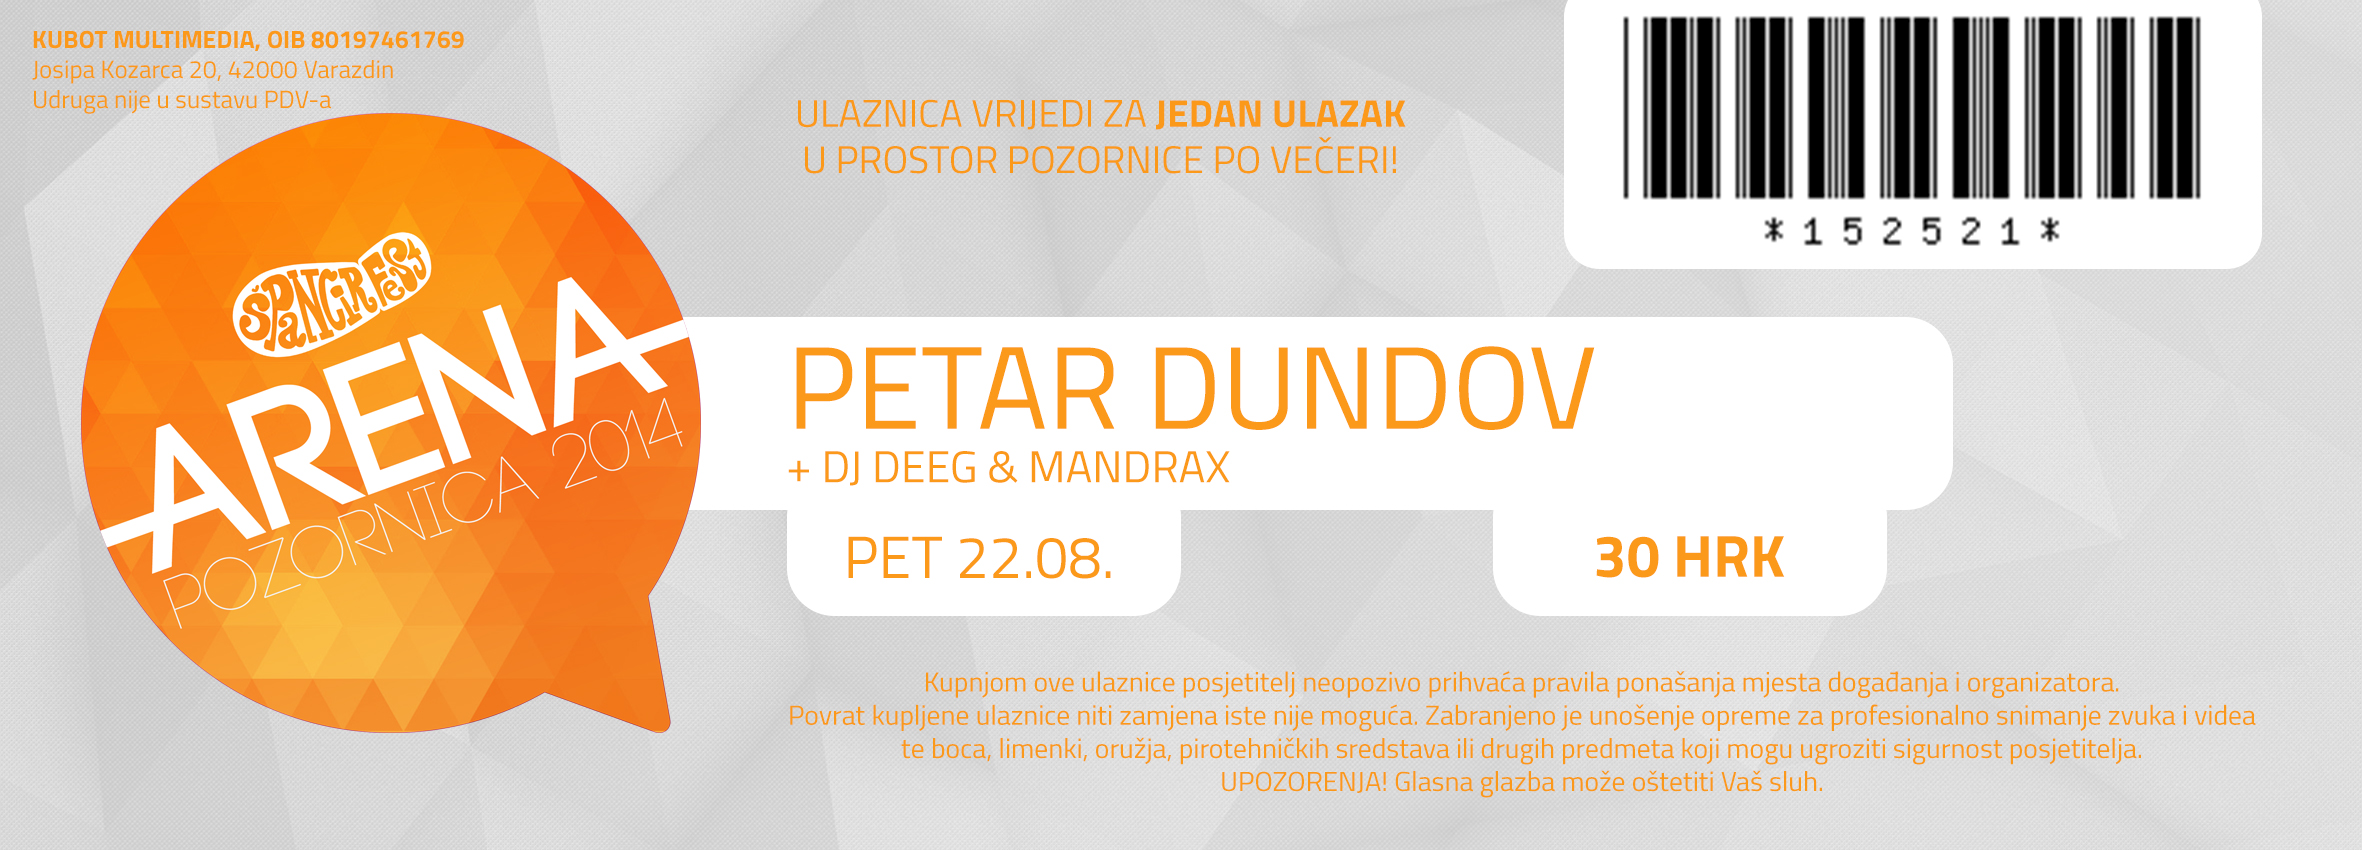 KUBOT MULTIMEDIA, OIB 80197461769
Josipa Kozarca 20, 42000 Varazdin
Udruga nije u sustavu PDV-a
ULAZNICA VRIJEDI ZA JEDAN ULAZAK
U PROSTOR POZORNICE PO VEČERI!
*152521*
ŠPANCIRFEST
ARENA
POZORNICA 2014
PETAR DUNDOV
+ DJ DEEG & MANDRAX
PET 22.08.
30 HRK
Kupnjom ove ulaznice posjetitelj neopozivo prihvaća pravila ponašanja mjesta događanja i organizatora.
Povrat kupljene ulaznice niti zamjena iste nije moguća. Zabranjeno je unošenje opreme za profesionalno snimanje zvuka i videa
te boca, limenki, oružja, pirotehničkih sredstava ili drugih predmeta koji mogu ugroziti sigurnost posjetitelja.
UPOZORENJA! Glasna glazba može oštetiti Vaš sluh.